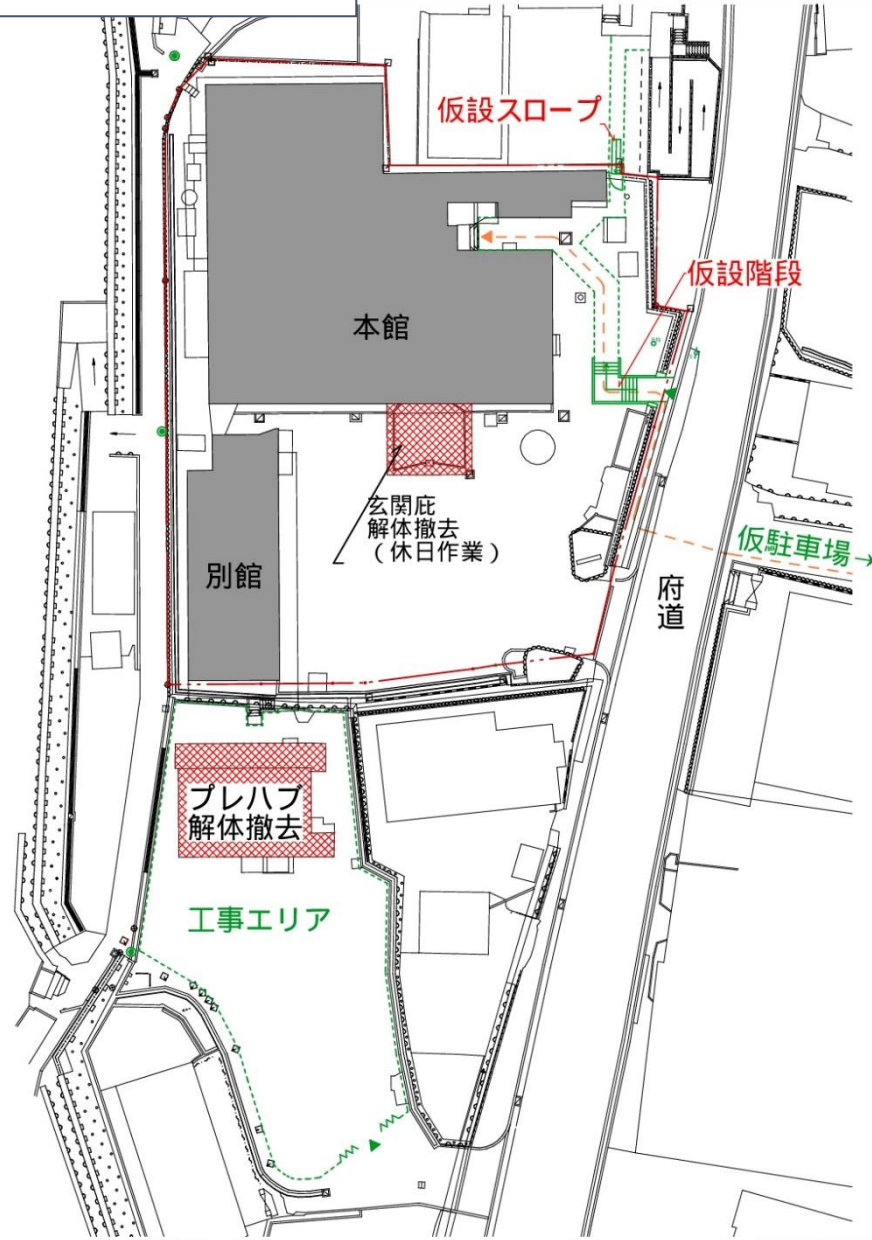 仮設スロープ
仮設階段
本館
玄関庇
解体撤去
(休日作業)
仮駐車場→
別館
府道
プレハブ
解体撤去
工事エリア